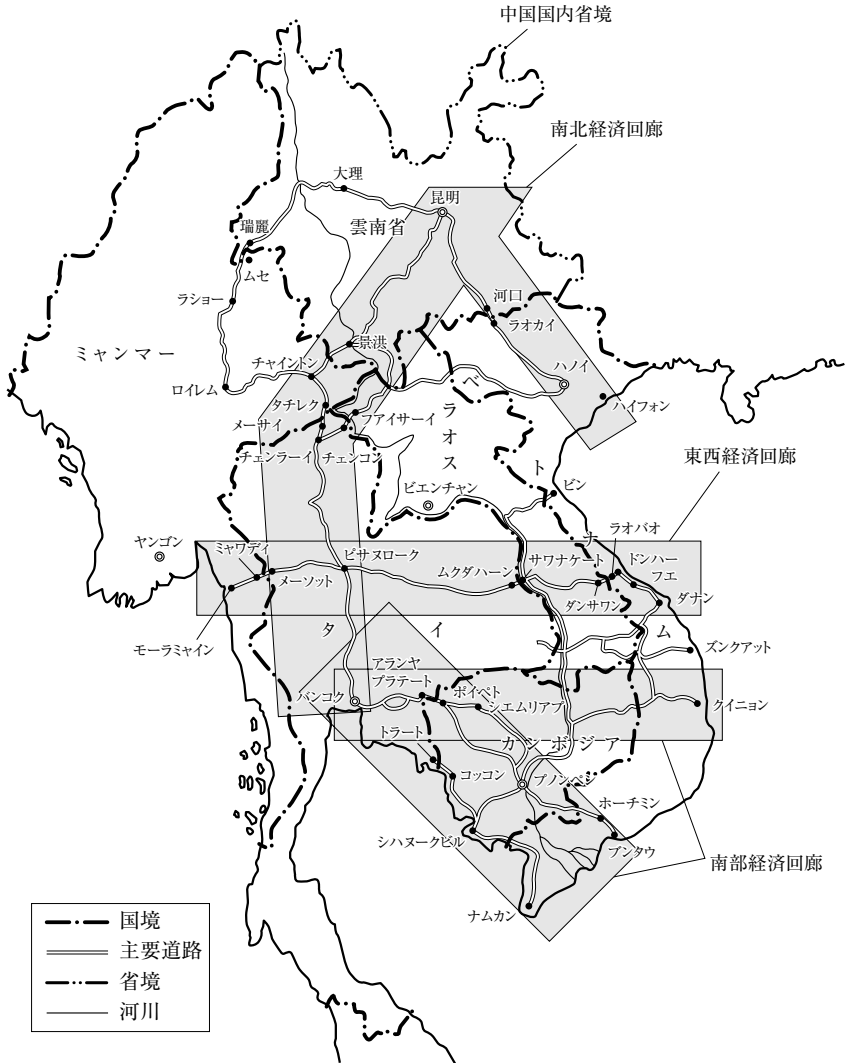 中国国内省境
南北経済回廊
大理
昆明
雲南省
瑞麗
ムセ
河口
ラショー
ラオカイ
ミャンマー
景洪
チャイントン
ハノイ
ロイレム
ハイフォン
タチレク
ファイサーイ
メーサイ
チェンラーイ
チェンコン
ラオス
ベトナム
東西経済回廊
ビエンチャン
ビン
ラオバオ
ヤンゴン
ミャワディ
ピサヌローク
ムクダハーン
サワナケート
ドンハー
フエ
メーソット
ダンサワン
ダナン
モーラミャイン
タイ
ズンクアット
アランヤ
プラテート
バンコク
ポイペト
シエムリアプ
クイニョン
トラート
カンボジア
コッコン
プノンペン
ホーチミン
シハヌークビル
ブンタウ
南部経済回廊
ナムカン
国境
主要道路
省境
河川